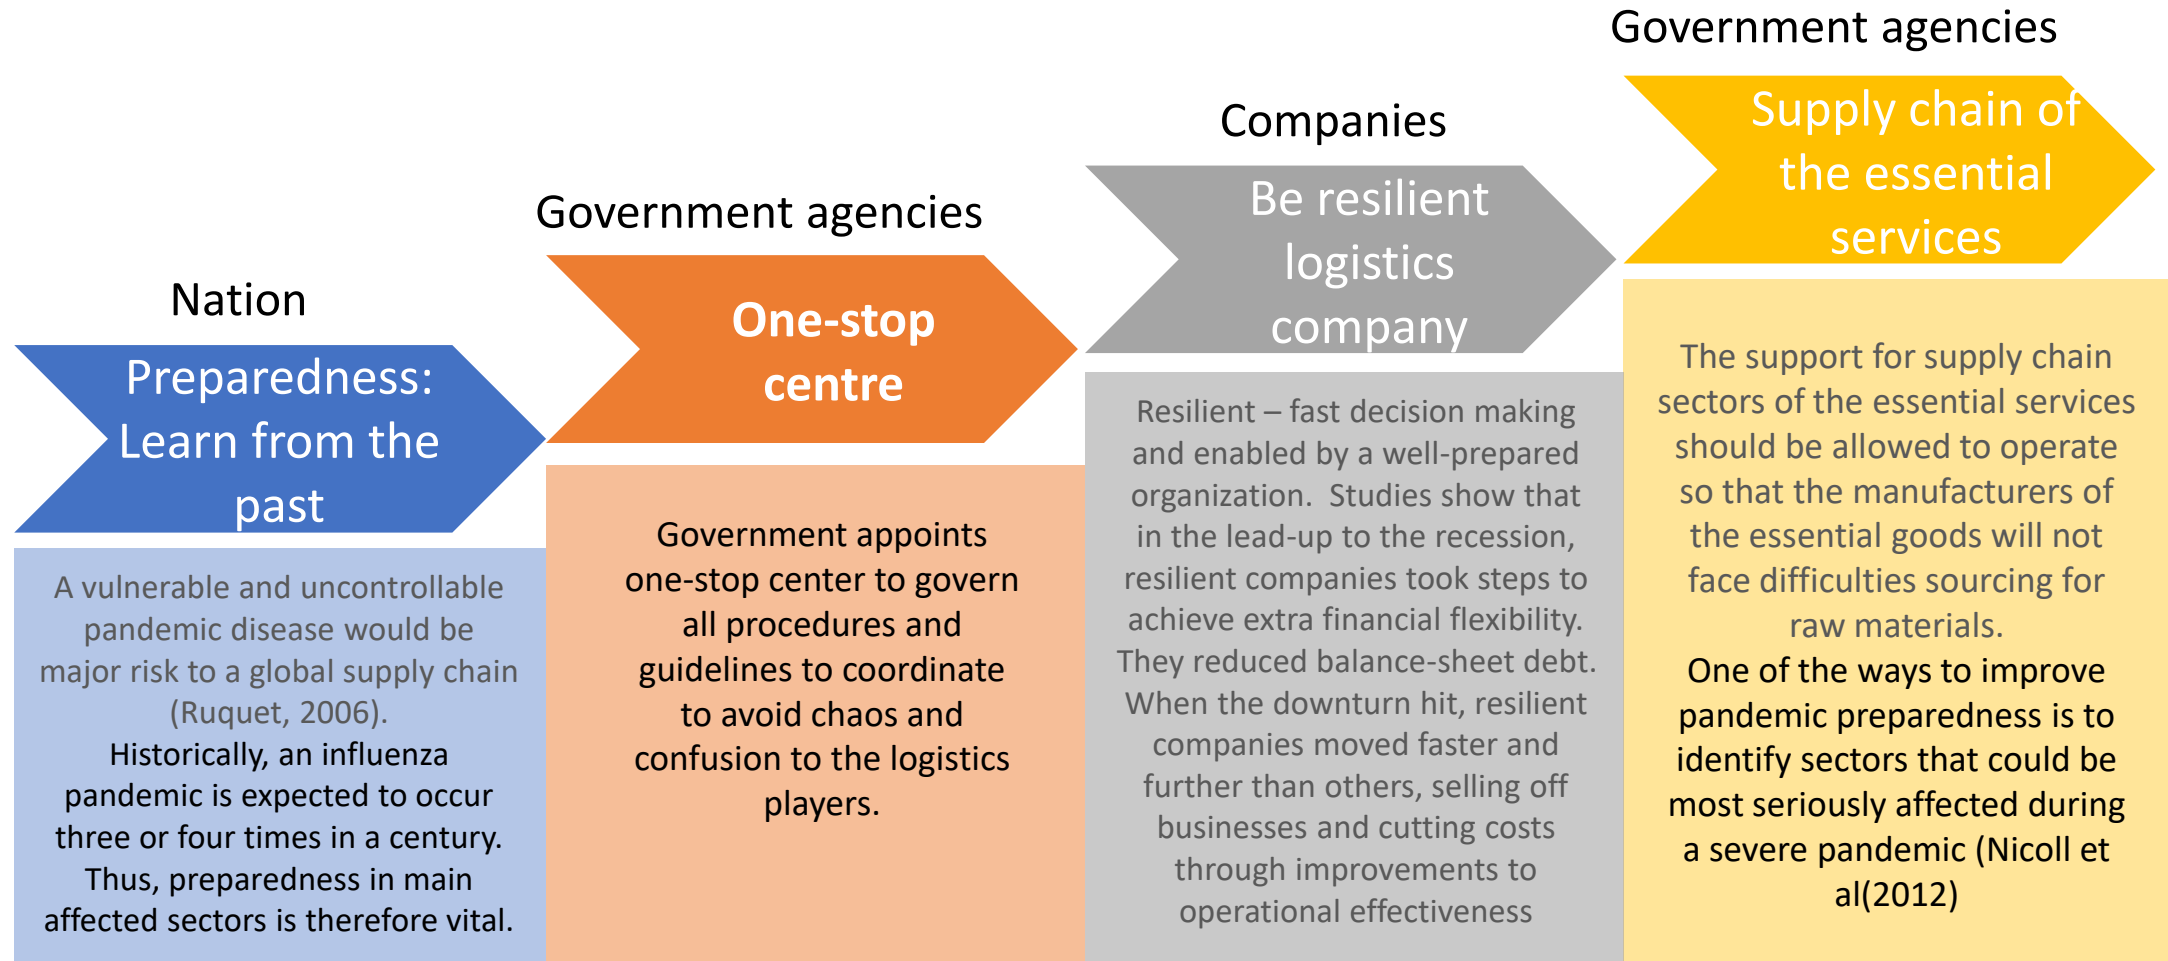 Nation
Preparedness:
Learn from the
past
A vulnerable and uncontrollable
pandemic disease would be
major risk to a global supply chain
(Ruquet, 2006).
Historically, an influenza
pandemic is expected to occur
three or four times in a century.
Thus, preparedness in main
affected sectors is therefore vital.
Government agencies
One-stop
centre
Government appoints
one-stop center to govern
all procedures and
guidelines to coordinate
to avoid chaos and
confusion to the logistics
players.
Companies
Be resilient
logistics
company
Resilient – fast decision making
and enabled by a well-prepared
organization.  Studies show that
in the lead-up to the recession,
resilient companies took steps to
achieve extra financial flexibility.
They reduced balance-sheet debt.
When the downturn hit, resilient
companies moved faster and
further than others, selling off
businesses and cutting costs
through improvements to
operational effectiveness
Government agencies
Supply chain of
the essential
services
The support for supply chain
sectors of the essential services
should be allowed to operate
so that the manufacturers of
the essential goods will not
face difficulties sourcing for
raw materials.
One of the ways to improve
pandemic preparedness is to
identify sectors that could be
most seriously affected during
a severe pandemic (Nicoll et
al(2012)